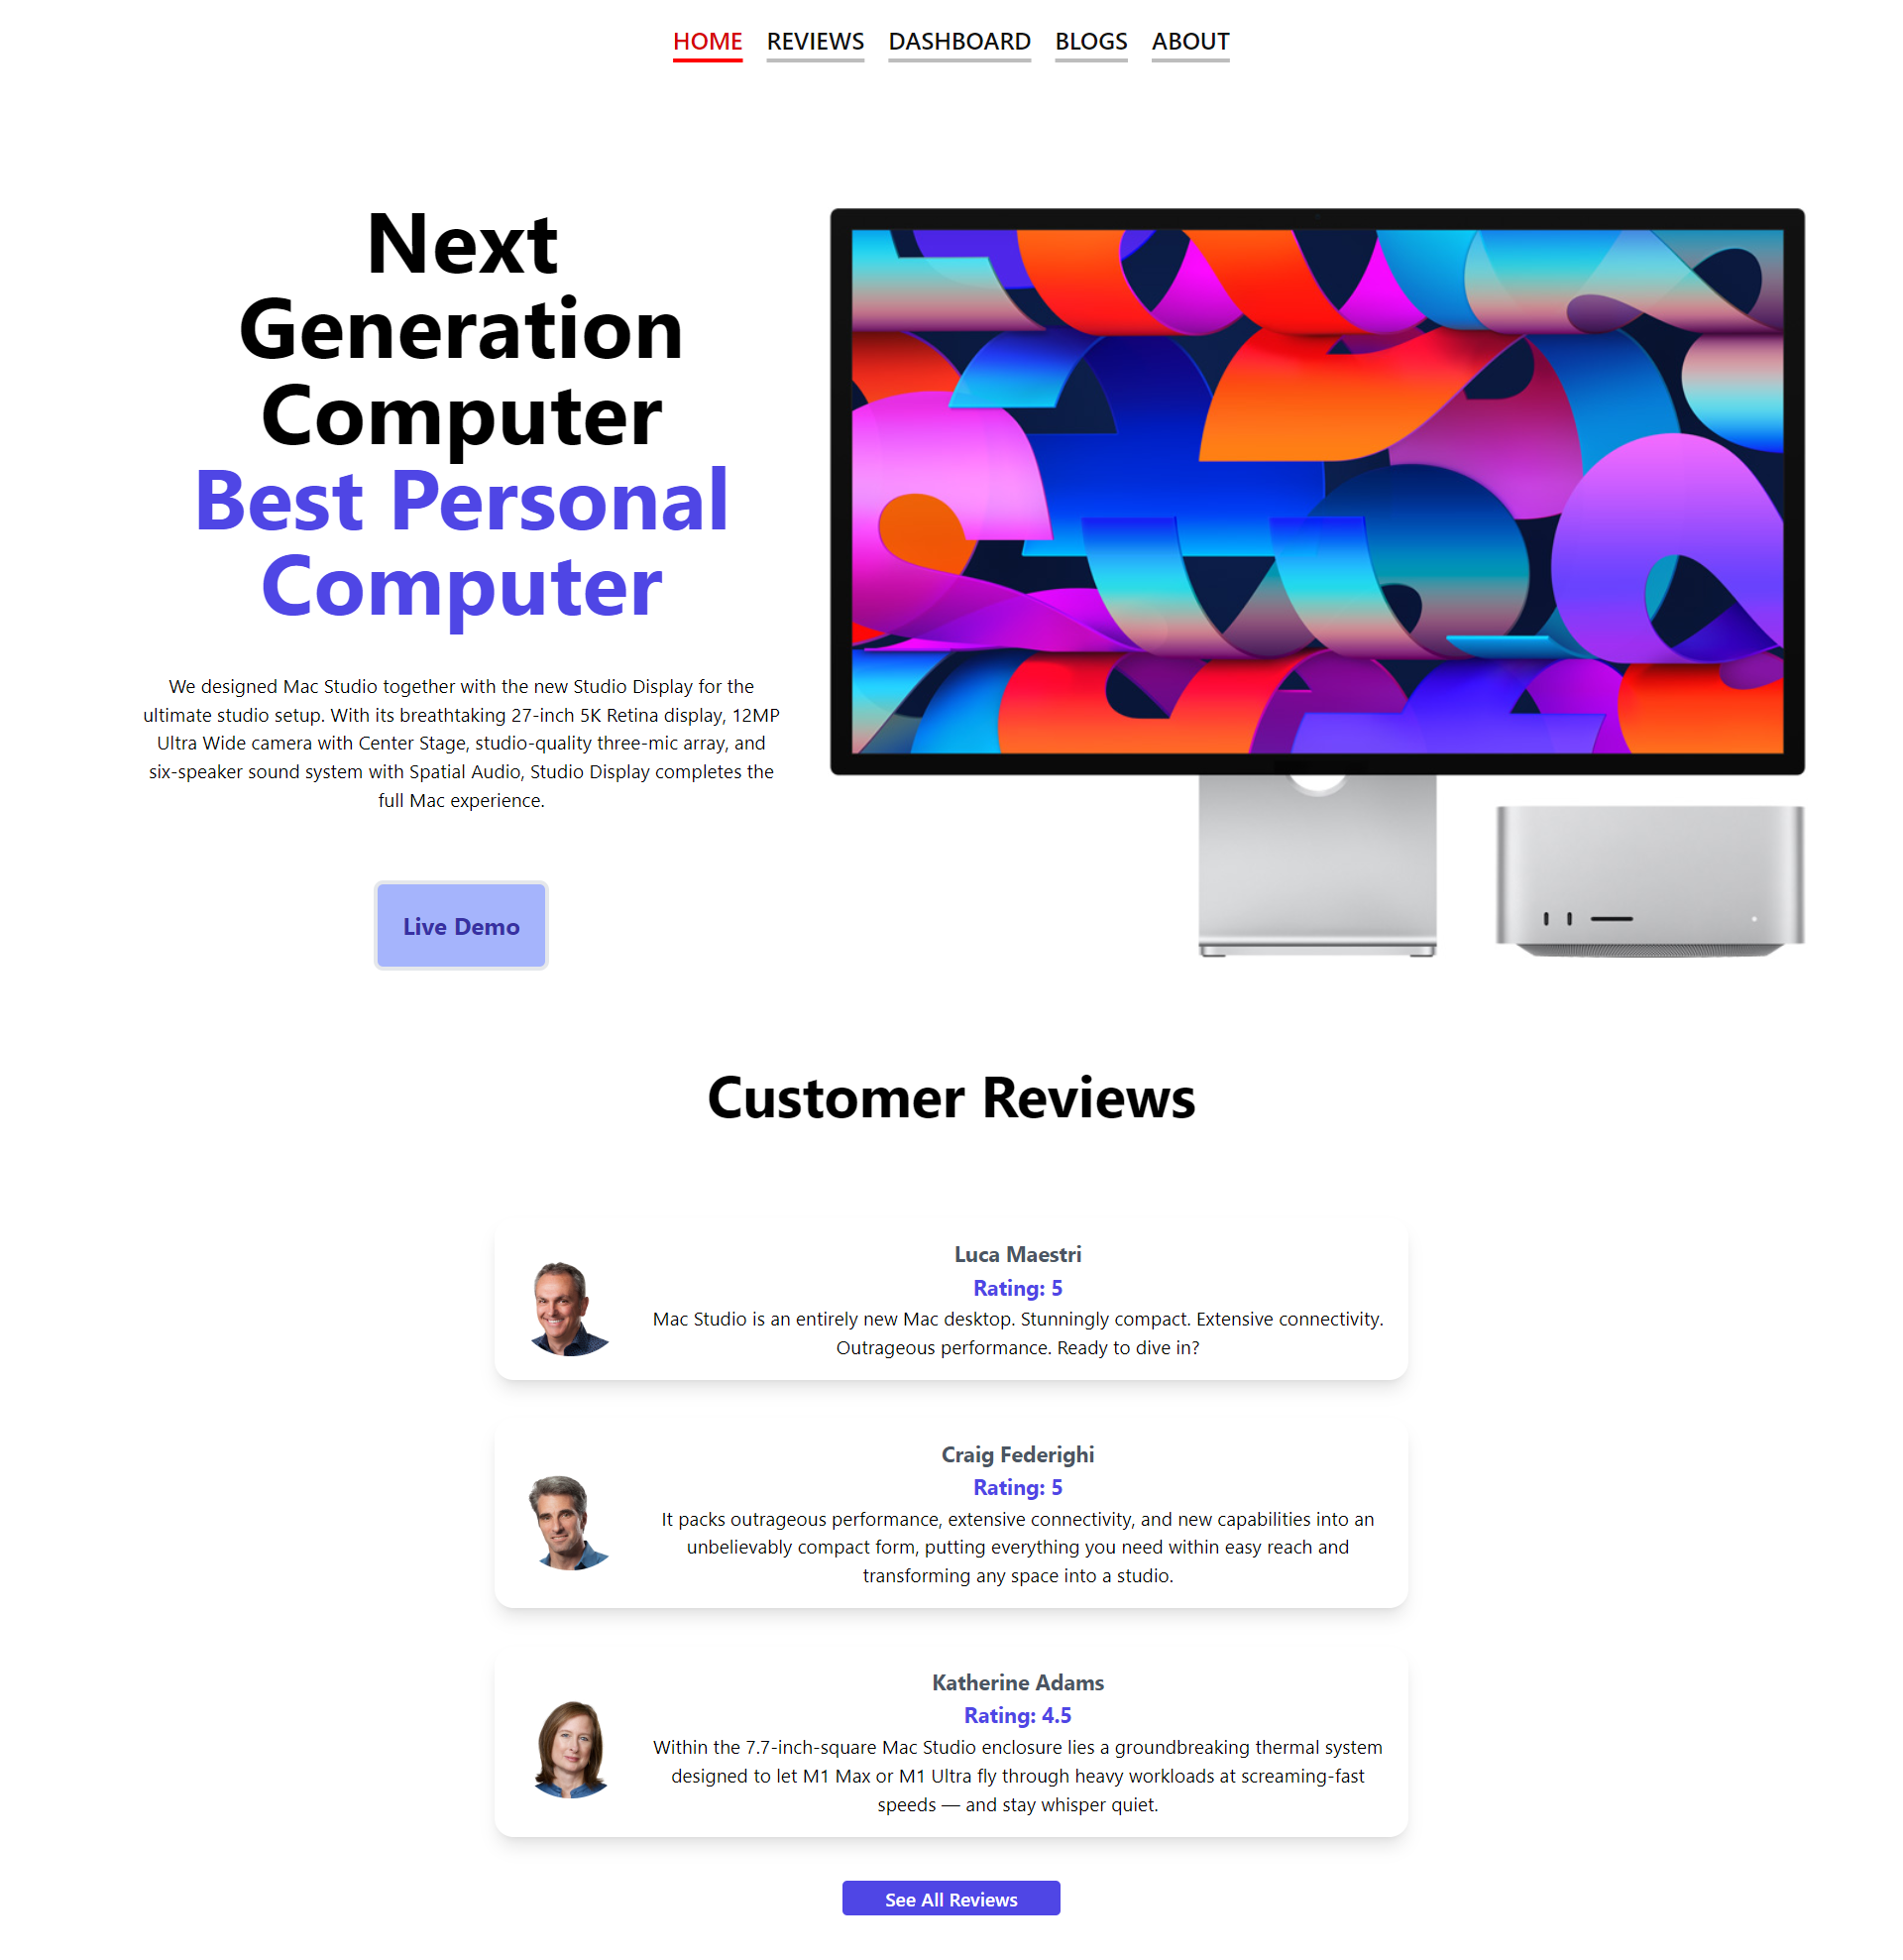 HOME REVIEWS DASHBOARD BLOGS ABOUT
Next
Generation
Computer
Best Personal
Computer
We designed Mac Studio together with the new Studio Display for the
ultimate studio setup. With its breathtaking 27-inch 5K Retina display, 12MP
Ultra Wide camera with Center Stage, studio-quality three-mic array, and
six-speaker sound system with Spatial Audio, Studio Display completes the
full Mac experience.
Live Demo
Customer Reviews
Luca Maestri
Rating: 5
Mac Studio is an entirely new Mac desktop. Stunningly compact. Extensive connectivity.
Outrageous performance. Ready to dive in?
Craig Federighi
Rating: 5
It packs outrageous performance, extensive connectivity, and new capabilities into an
unbelievably compact form, putting everything you need within easy reach and
transforming any space into a studio.
Katherine Adams
Rating: 4.5
Within the 7.7-inch-square Mac Studio enclosure lies a groundbreaking thermal system
designed to let M1 Max or M1 Ultra fly through heavy workloads at screaming-fast
speeds — and stay whisper quiet.
See All Reviews